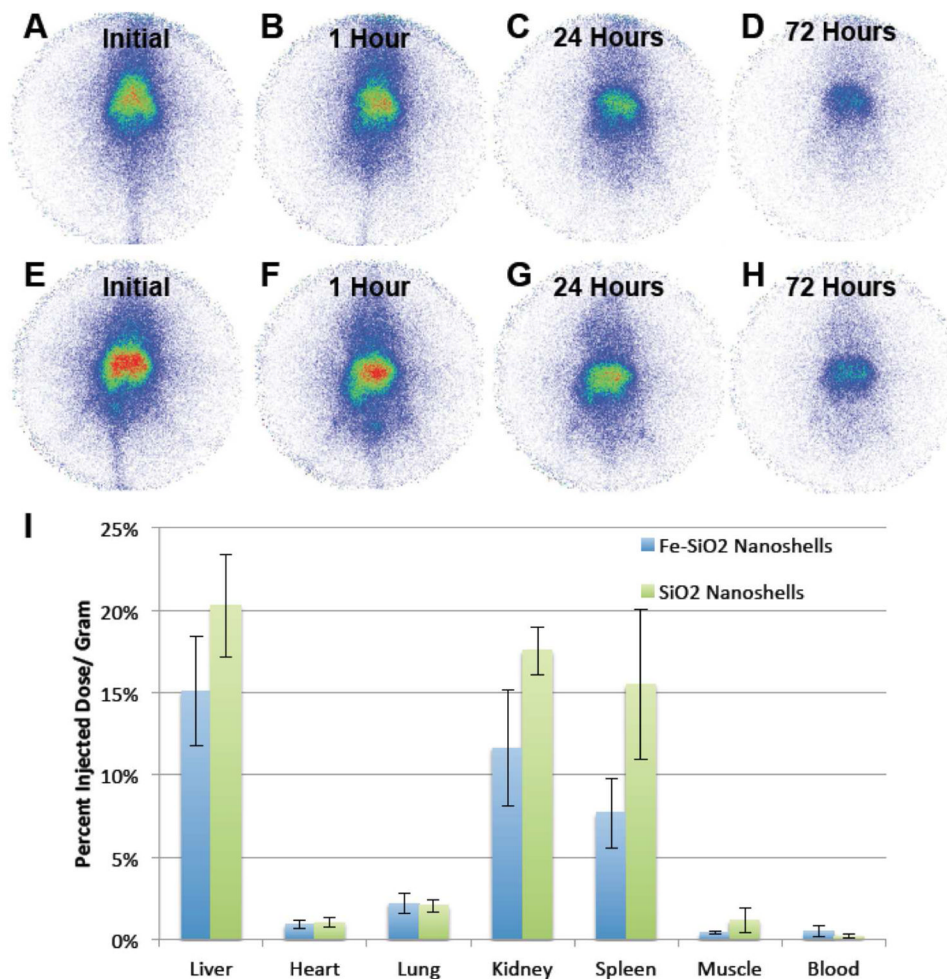 A Initial
B 1 Hour
C 24 Hours
D 72 Hours
E Initial
F 1 Hour
G 24 Hours
H 72 Hours
I
Percent Injected Dose/ Gram
25%
20%
15%
10%
5%
0%
Fe-SiO2 Nanoshells
SiO2 Nanoshells
Liver Heart Lung Kidney Spleen Muscle Blood